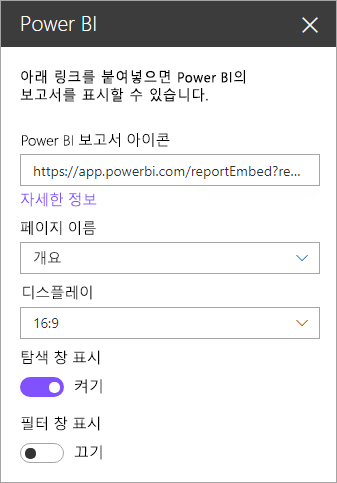 Power BI
아래 링크를 붙여넣으면 Power BI의
보고서를 표시할 수 있습니다.
Power BI 보고서 아이콘
https://app.powerbi.com/reportEmbed?re...
자세한 정보
페이지 이름
개요
디스플레이
16:9
탐색 창 표시
켜기
필터 창 표시
끄기